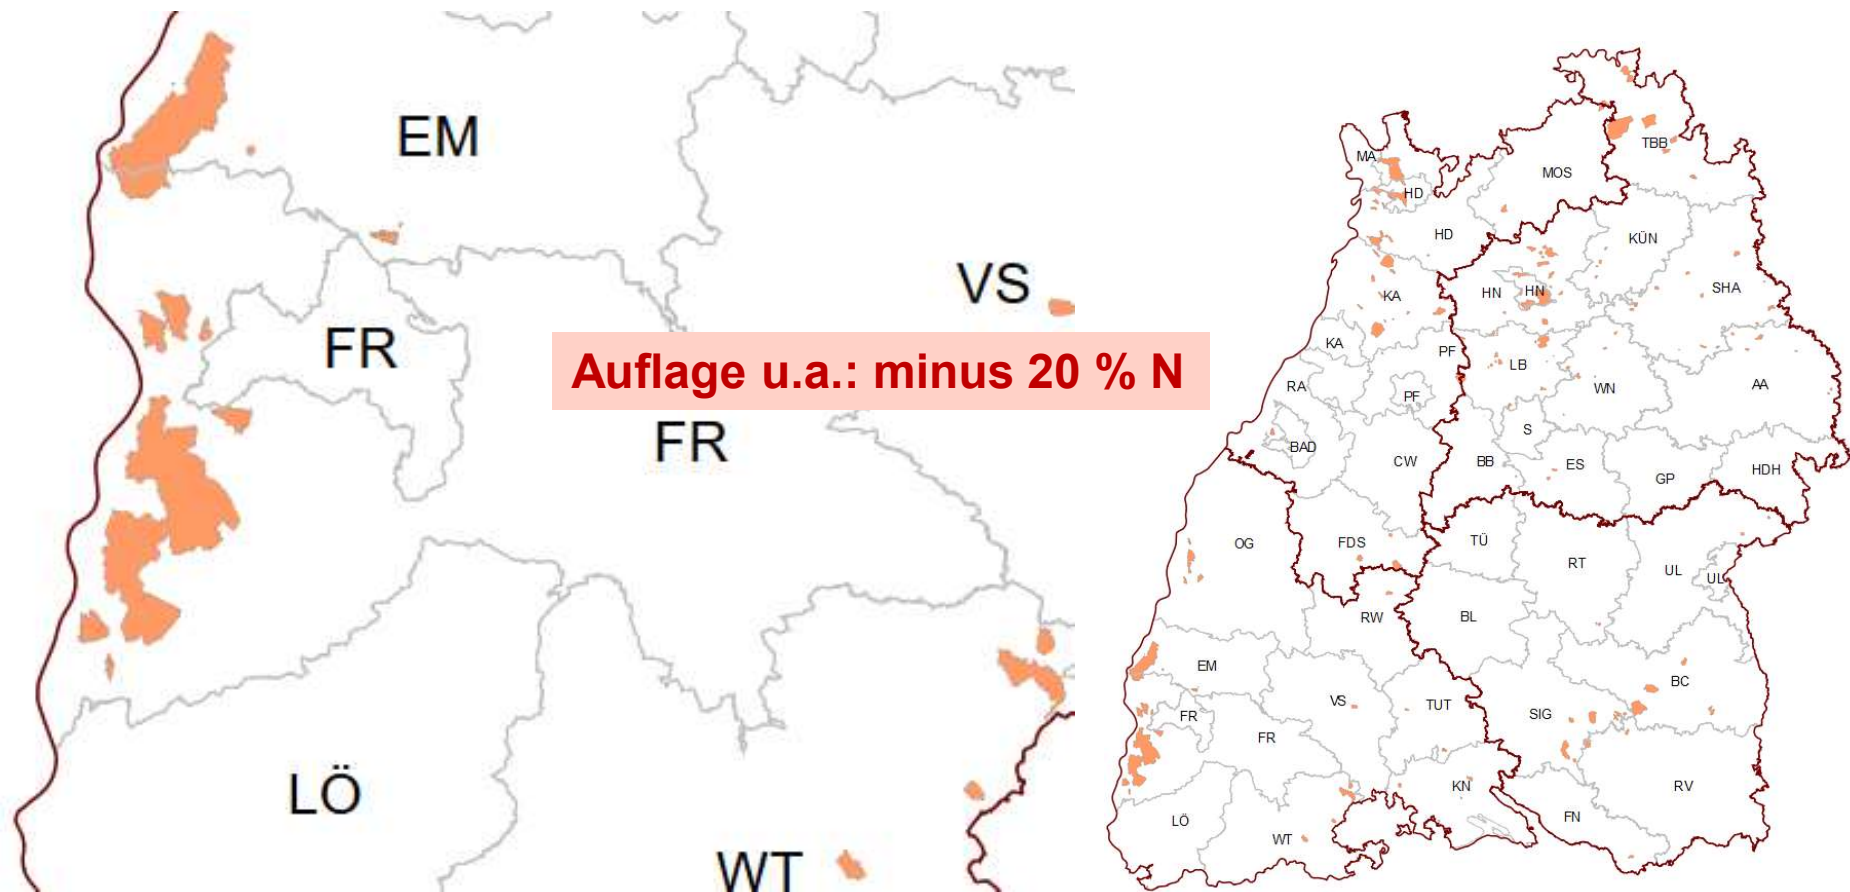 EM
VS
FR
Auflage u.a.: minus 20 % N
FR
LÖ
WT
TBB
MA
MOS
HD
HD
KÜN
HN
HN
SHA
KA
KA
PF
LB
WN
AA
RA
PF
S
BAD
CW
BB
ES
GP
HDH
OG
FDS
TÜ
RT
UL
UL
RW
BL
EM
BC
VS
TUT
SIG
FR
FR
KN
RV
LÖ
WT
FN